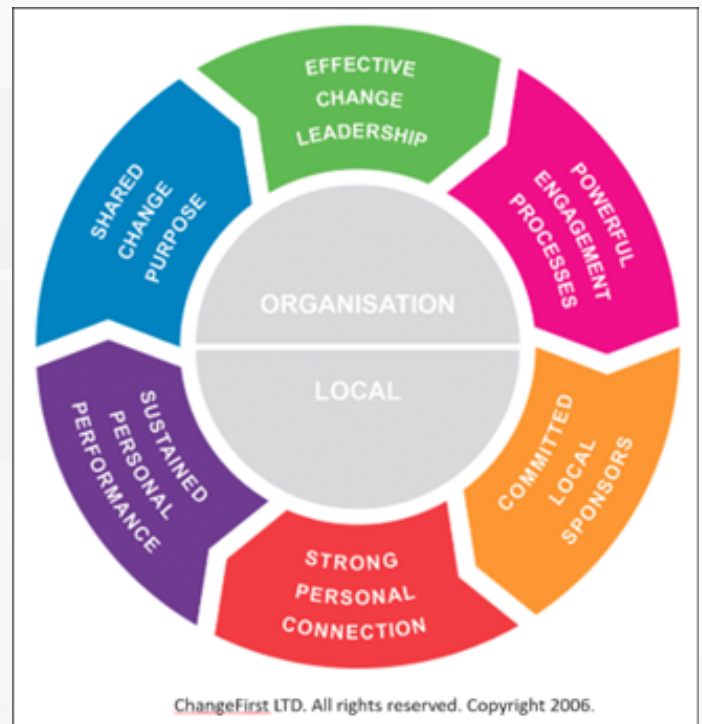 EFFECTIVE
CHANGE
LEADERSHIP
POWERFUL
ENGAGEMENT
PROCESSES
SHARED
CHANGE
PURPOSE
ORGANISATION
LOCAL
COMMITTED
LOCAL
SPONSORS
SUSTAINED
PERSONAL
PERFORMANCE
STRONG
PERSONAL
CONNECTION
ChangeFirst LTD. All rights reserved. Copyright 2006.